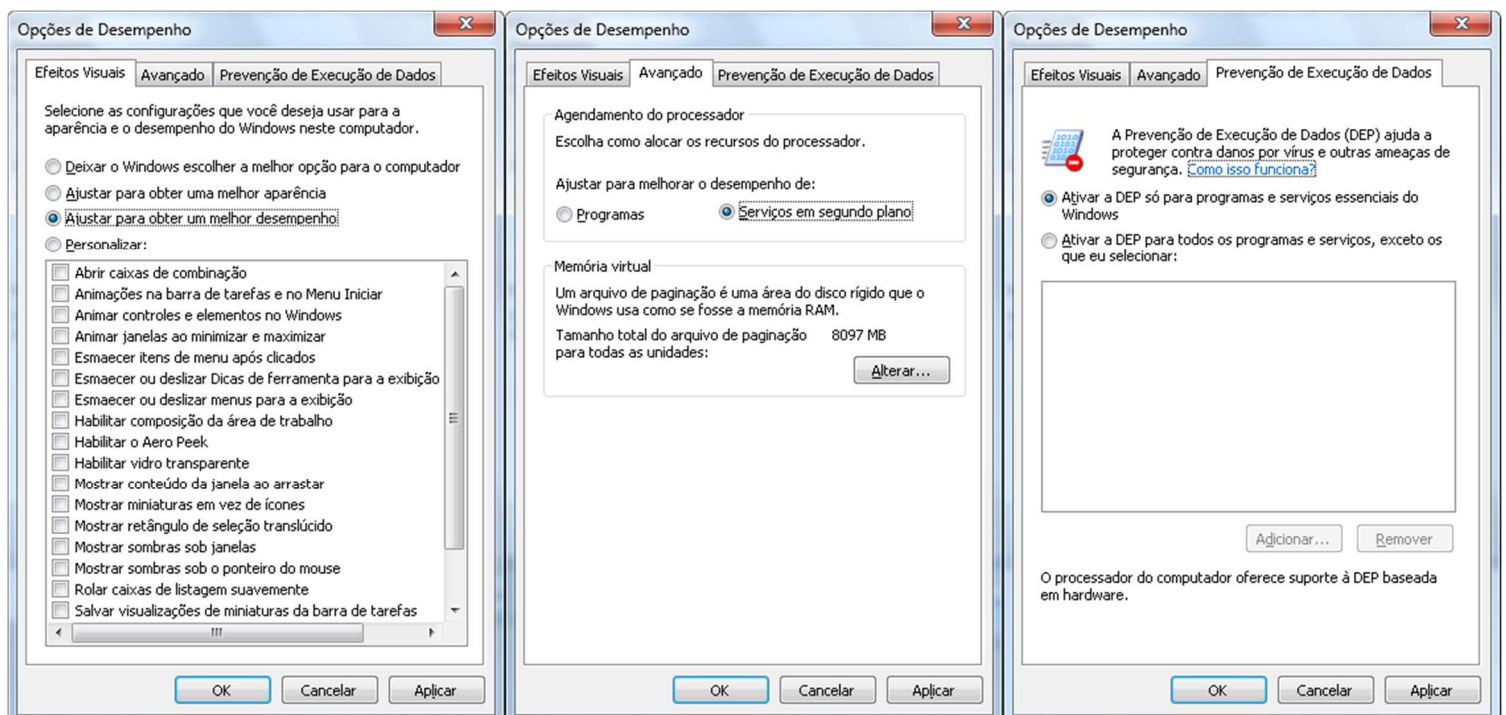 Opções de Desempenho
Efeitos Visuais
Avançado
Prevenção de Execução de Dados
Selecione as configurações que você deseja usar para a
aparência e o desempenho do Windows neste computador.
Deixar o Windows escolher a melhor opção para o computador
Ajustar para obter uma melhor aparência
Ajustar para obter um melhor desempenho
Personalizar:
Abrir caixas de combinação
Animações na barra de tarefas e no Menu Iniciar
Animar controles e elementos no Windows
Animar janelas ao minimizar e maximizar
Esmaecer itens de menu após clicados
Esmaecer ou deslizar Dicas de ferramenta para a exibição
Esmaecer ou deslizar menus para a exibição
Habilitar composição da área de trabalho
Habilitar o Aero Peek
Habilitar vidro transparente
Mostrar conteúdo da janela ao arrastar
Mostrar miniaturas em vez de ícones
Mostrar retângulo de seleção translúcido
Mostrar sombras sob janelas
Mostrar sombras sob o ponteiro do mouse
Rolar caixas de listagem suavemente
Salvar visualizações de miniaturas da barra de tarefas
OK
Cancelar
Aplicar
Opções de Desempenho
Efeitos Visuais
Avançado
Prevenção de Execução de Dados
Agendamento do processador
Escolha como alocar os recursos do processador.
Ajustar para melhorar o desempenho de:
Programas
Serviços em segundo plano
Memória virtual
Um arquivo de paginação é uma área do disco rígido que o
Windows usa como se fosse a memória RAM.
Tamanho total do arquivo de paginação 8097 MB
para todas as unidades:
Alterar...
OK
Cancelar
Aplicar
Opções de Desempenho
Efeitos Visuais
Avançado
Prevenção de Execução de Dados
A Prevenção de Execução de Dados (DEP) ajuda a
proteger contra danos por vírus e outras ameaças de
segurança. Como isso funciona?
Ativar a DEP só para programas e serviços essenciais do
Windows
Ativar a DEP para todos os programas e serviços, exceto os
que eu selecionar:
Adicionar...
Remover
O processador do computador oferece suporte à DEP baseada
em hardware.
OK
Cancelar
Aplicar